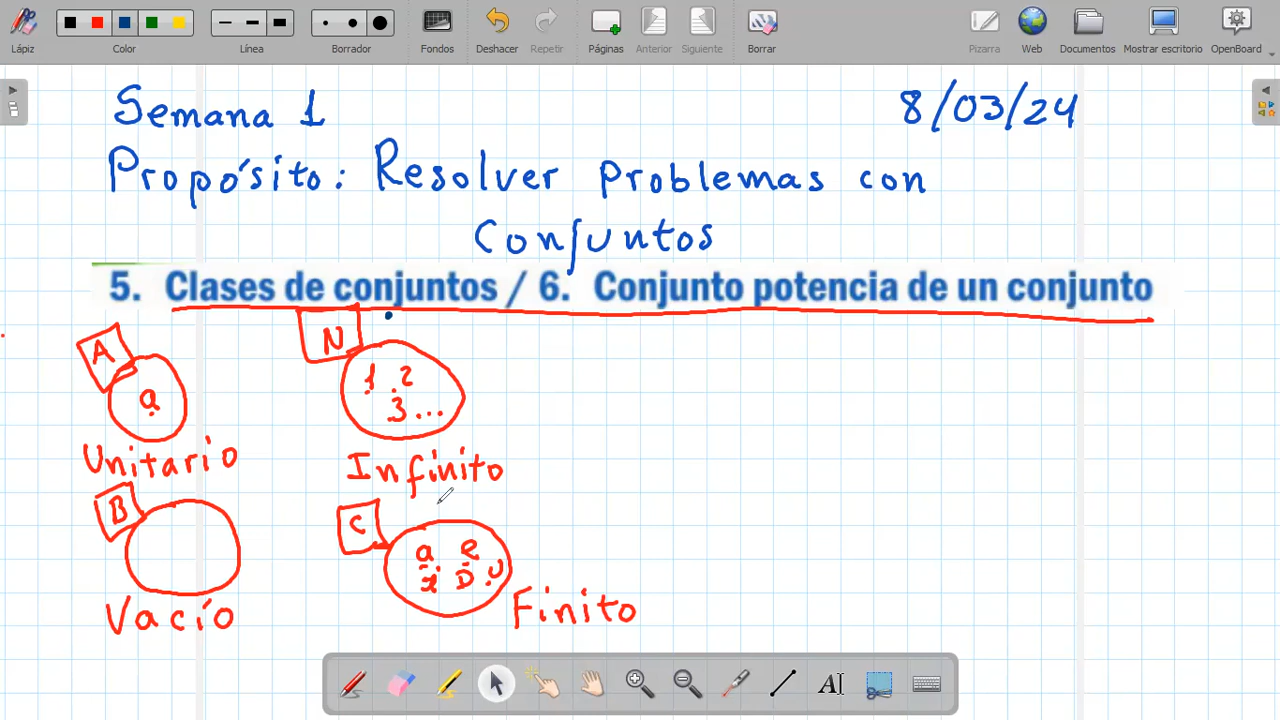 Lápiz
Color
Línea
Borrador
Fondos
Deshacer
Repetir
Páginas
Anterior
Siguiente
Borrar
Pizarra
Web
Documentos
Mostrar escritorio
OpenBoard
Semana 1
8/03/24
Propósito: Resolver problemas con
Conjuntos
5. Clases de conjuntos / 6. Conjunto potencia de un conjunto
A
a
Unitario
N
1 2
3...
Infinito
B
Vacío
C
a e
i o u
Finito
AI